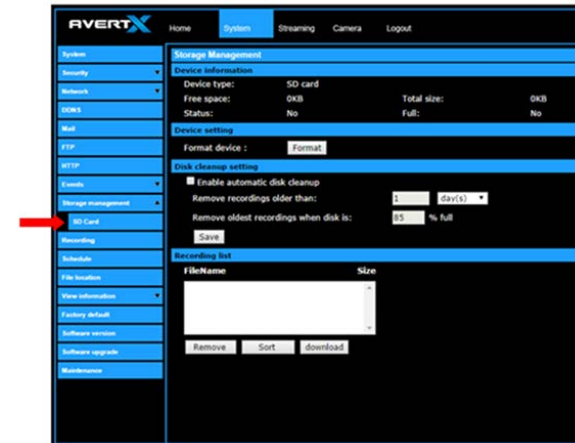 AVERTX
Home System Streaming Camera Logout
System
Security
Network
DDNS
Mail
FTP
HTTP
Events
Storage management
SD Card
Recording
Schedule
File location
View information
Factory default
Software version
Software upgrade
Maintenance
Storage Management
Device information
Device type: SD card
Free space: 0KB Total size: 0KB
Status: No Full: No
Device setting
Format device : Format
Disk cleanup setting
Enable automatic disk cleanup
Remove recordings older than: 1 day(s)
Remove oldest recordings when disk is: 85 % full
Save
Recording list
FileName Size
Remove Sort download